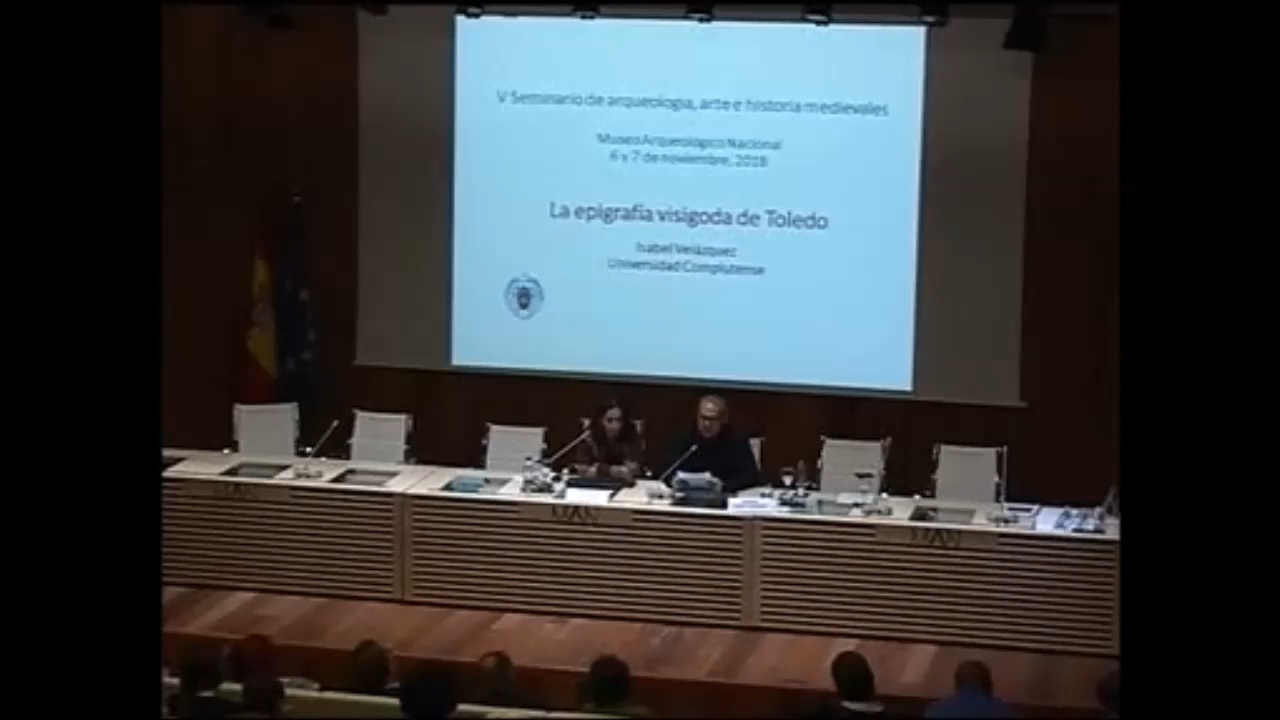 V Seminario de arqueología, arte e historia medievales
Museo Arqueológico Nacional
6 y 7 de noviembre, 2018
La epigrafía visigoda de Toledo
Isabel Velázquez
Universidad Complutense